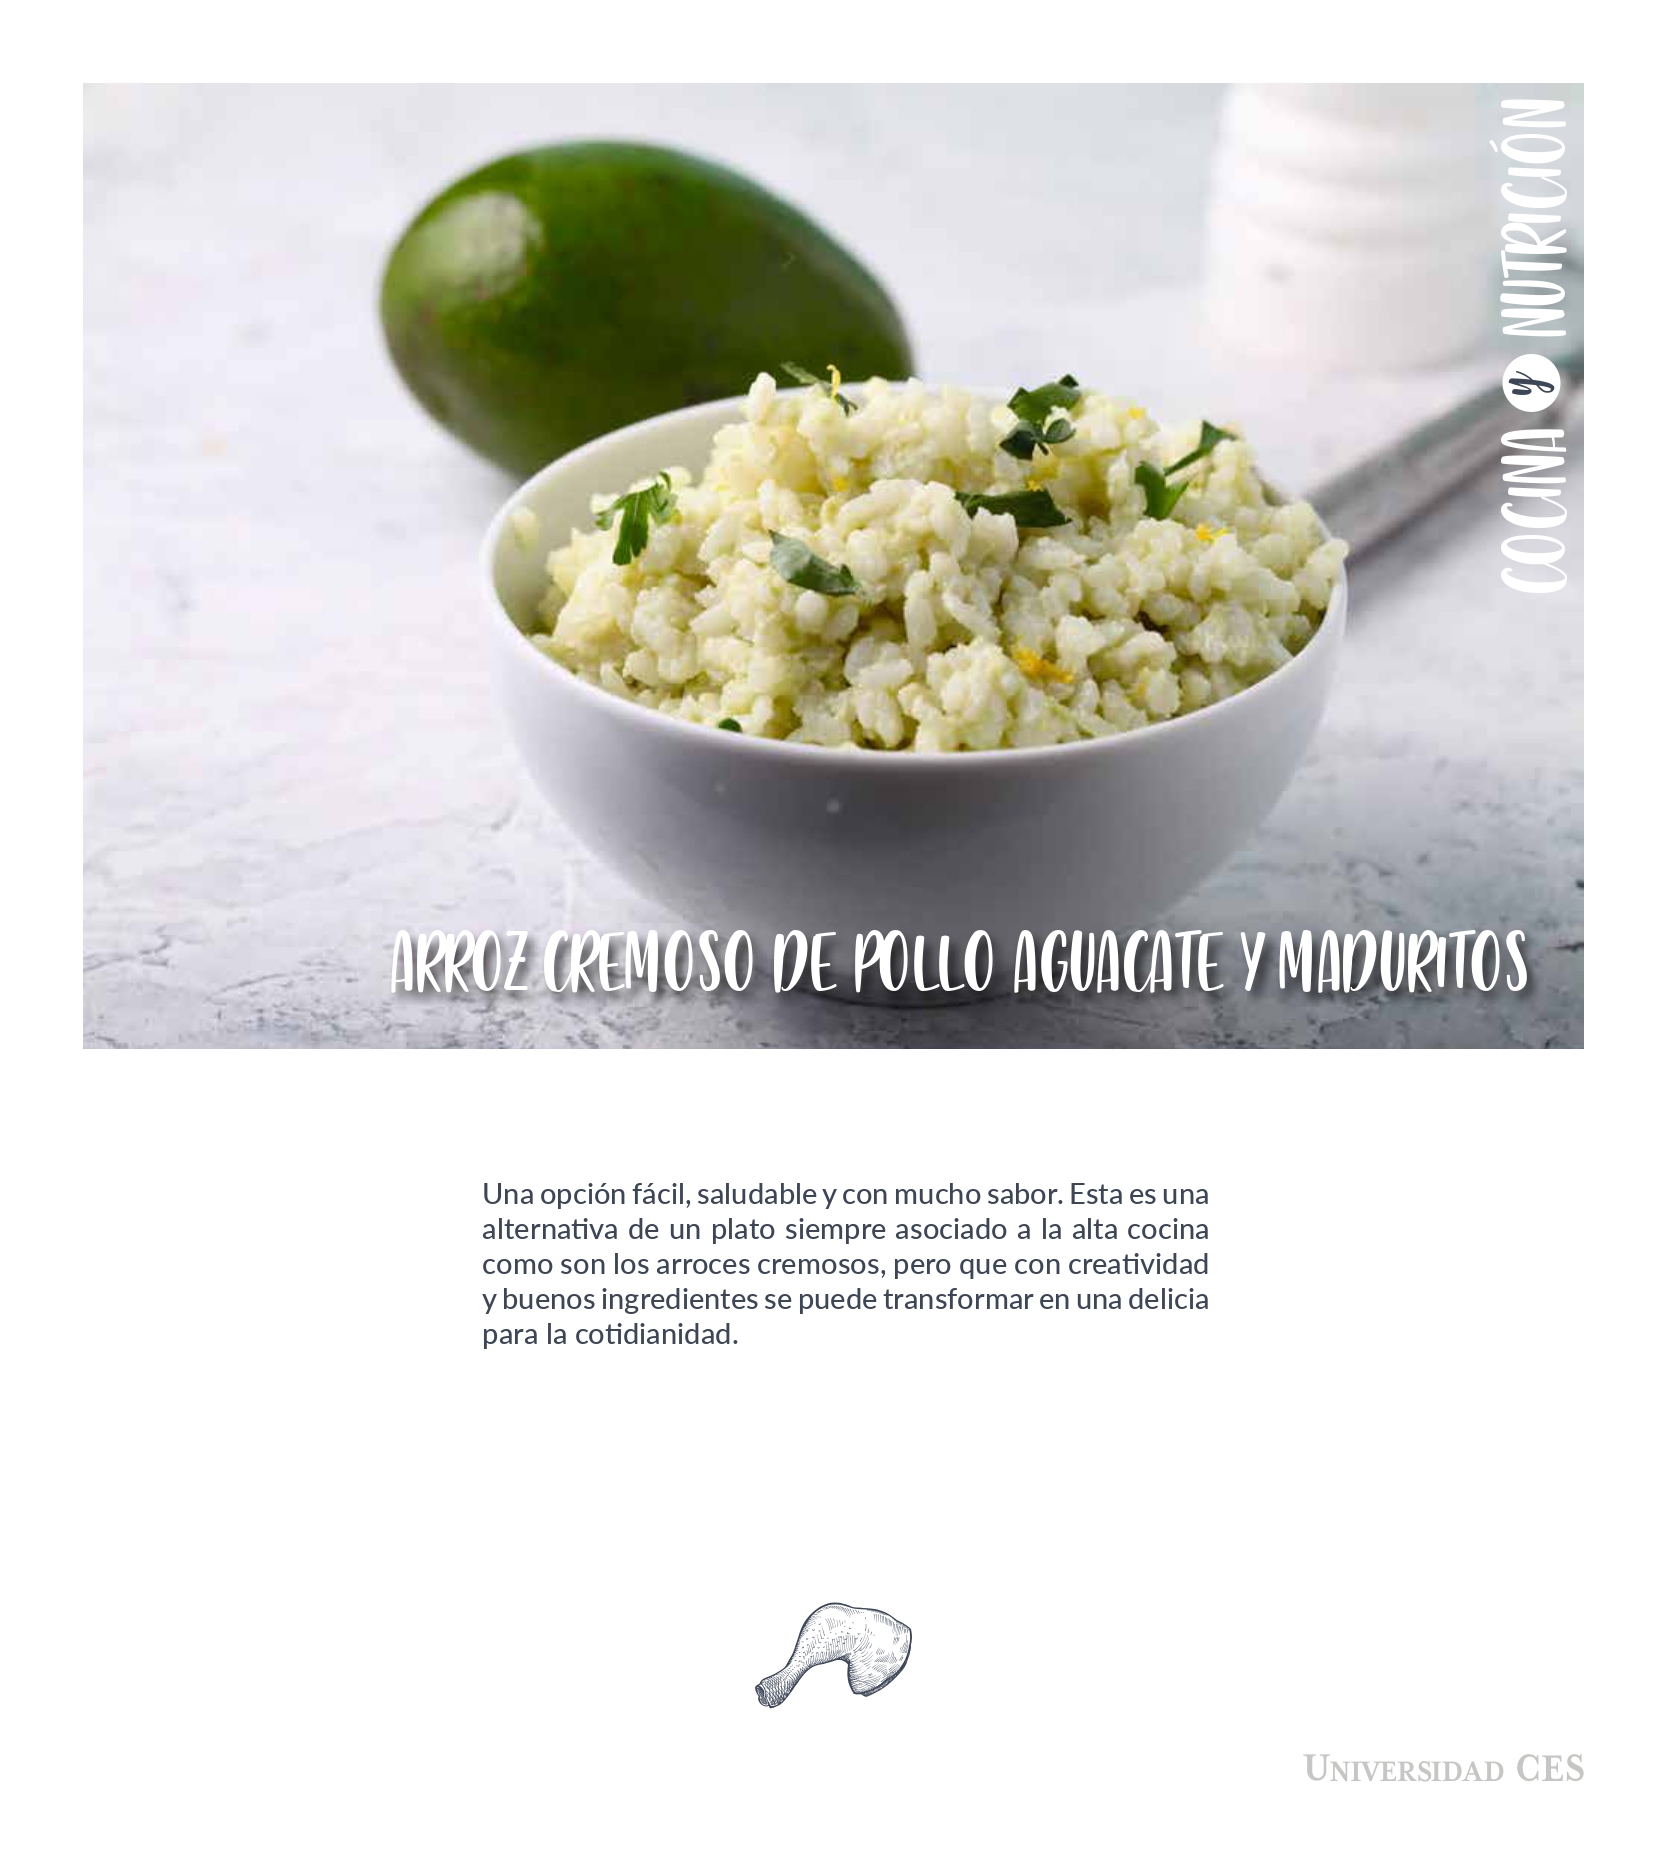 COCINA y NUTRICIÓN
ARROZ CREMOSO DE POLLO AGUACATE Y MADURITOS
Una opción fácil, saludable y con mucho sabor. Esta es una
alternativa de un plato siempre asociado a la alta cocina
como son los arroces cremosos, pero que con creatividad
y buenos ingredientes se puede transformar en una delicia
para la cotidianidad.
UNIVERSIDAD CES